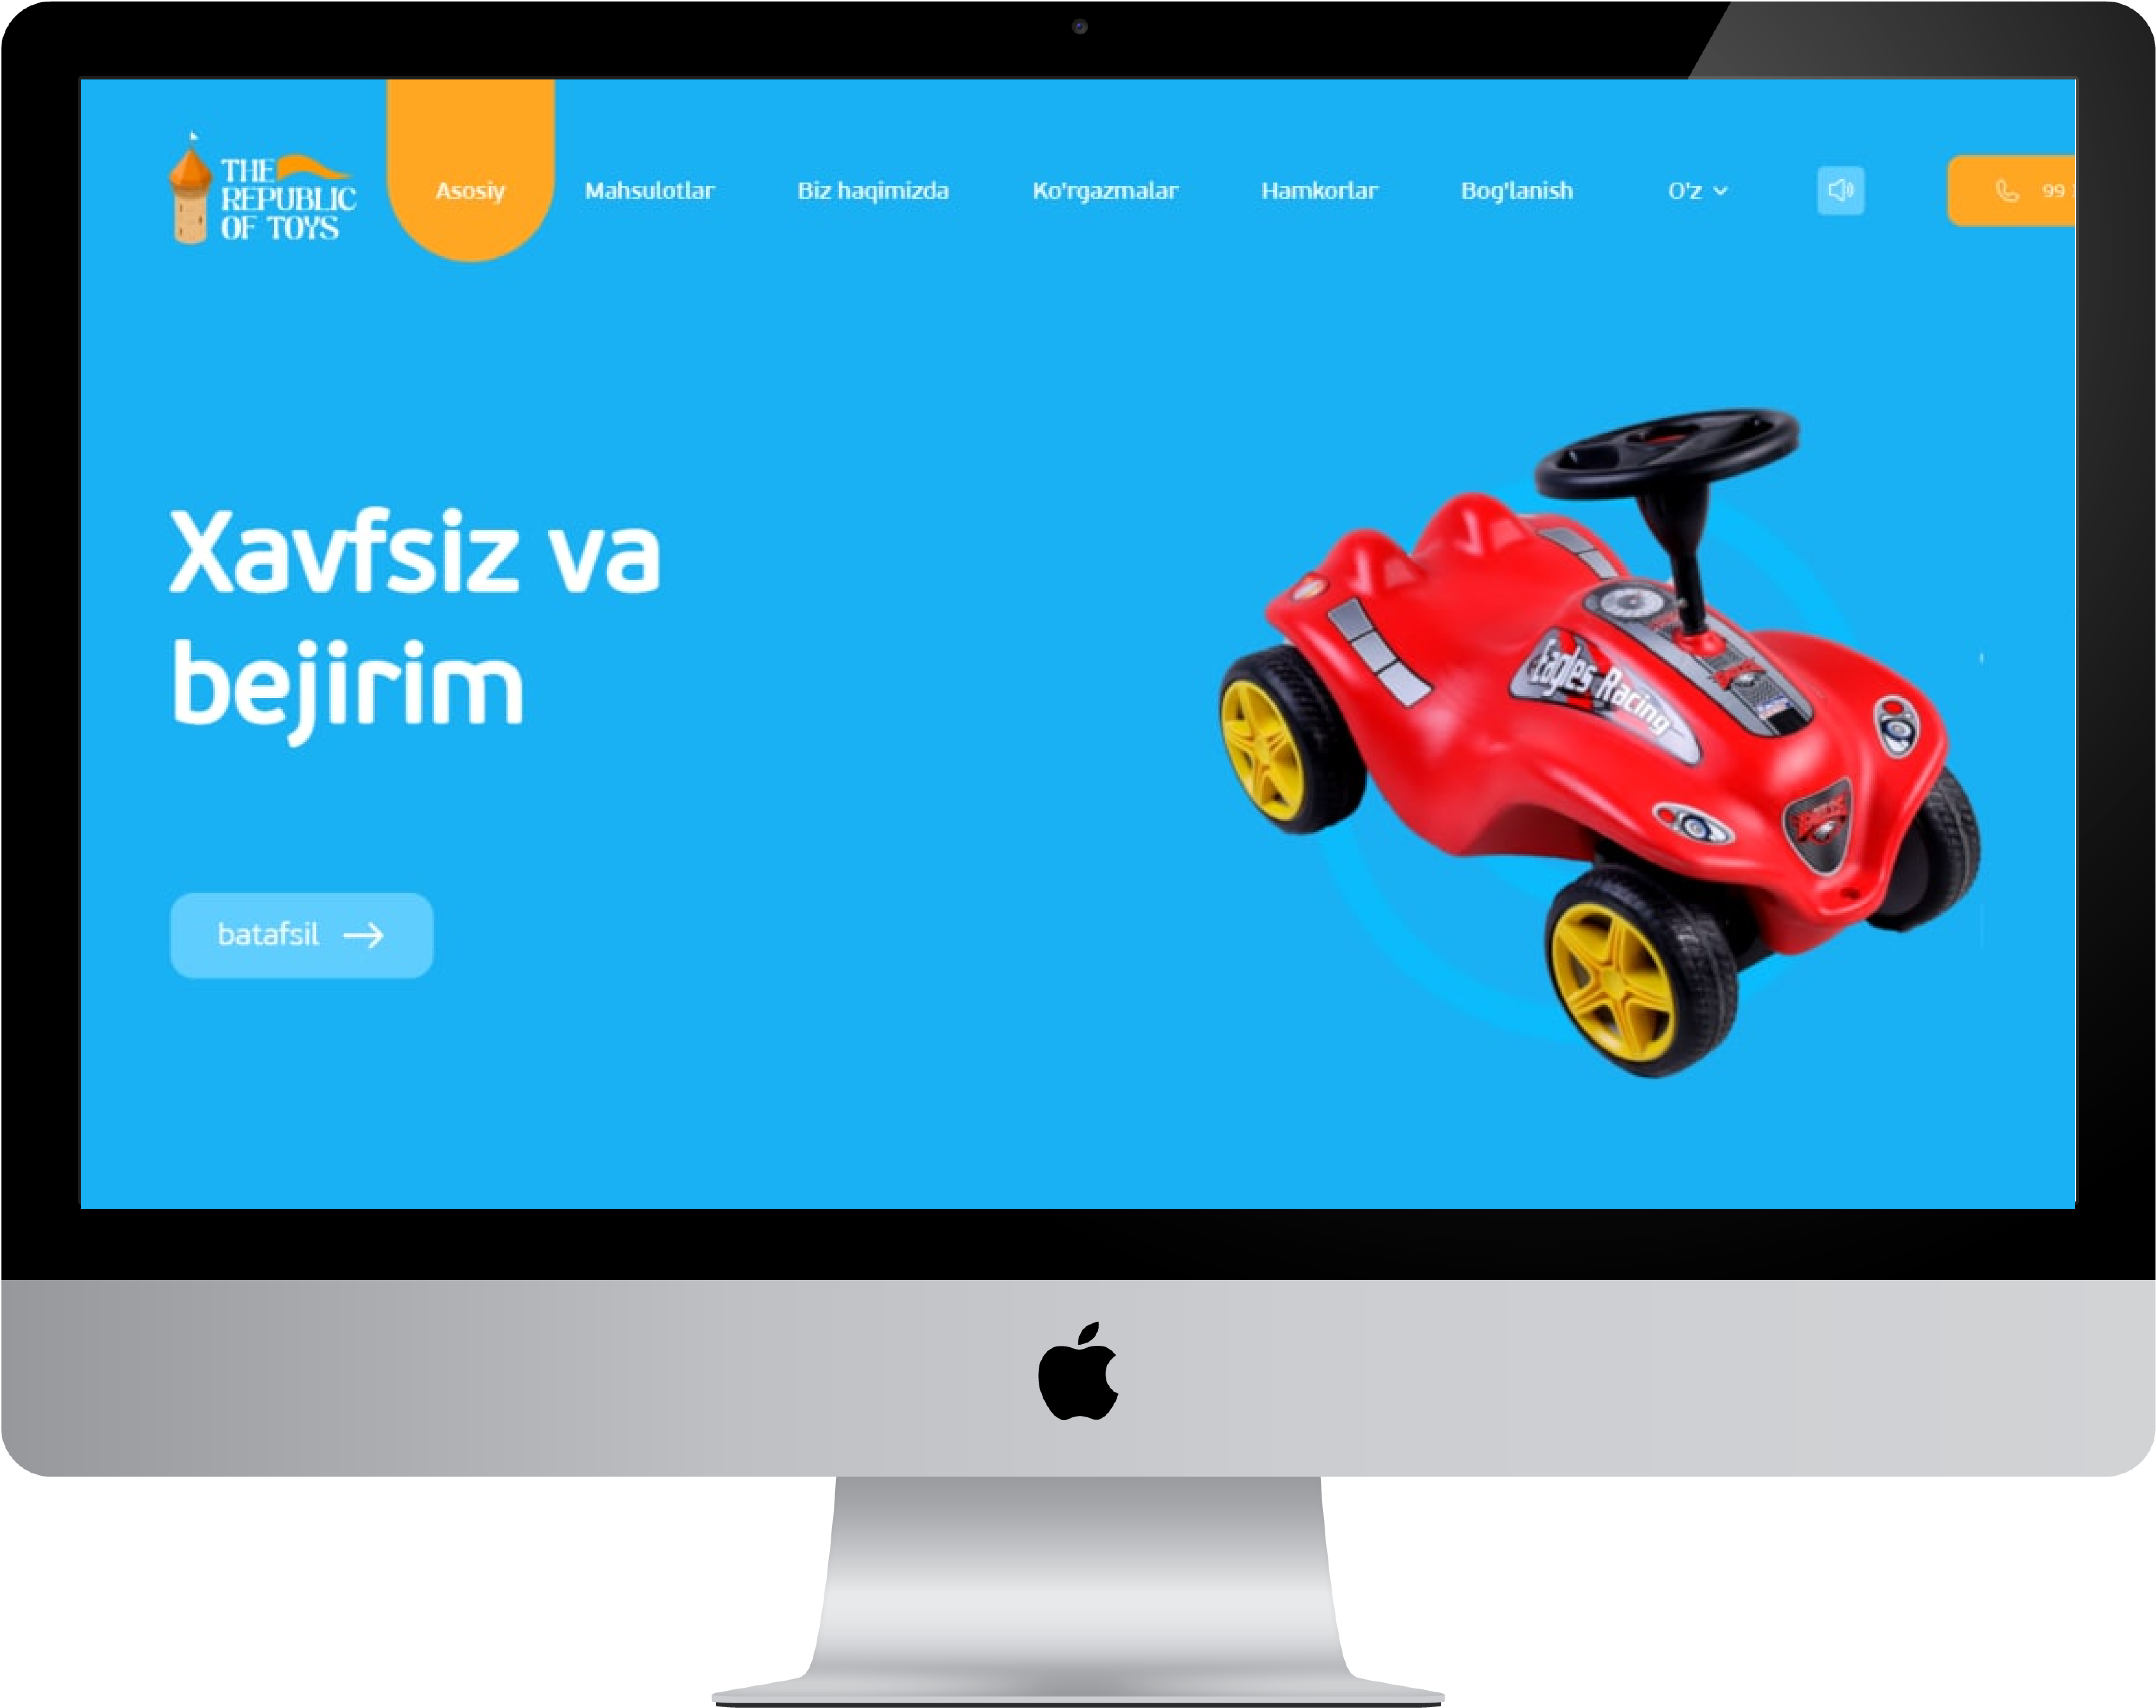 THE
REPUBLIC
OF TOYS
Asosiy
Mahsulotlar
Biz haqimizda
Ko'rgazmalar
Hamkorlar
Bog'lanish
O'z
99
Xavfsiz va
bejirim
batafsil
Eagles Racing